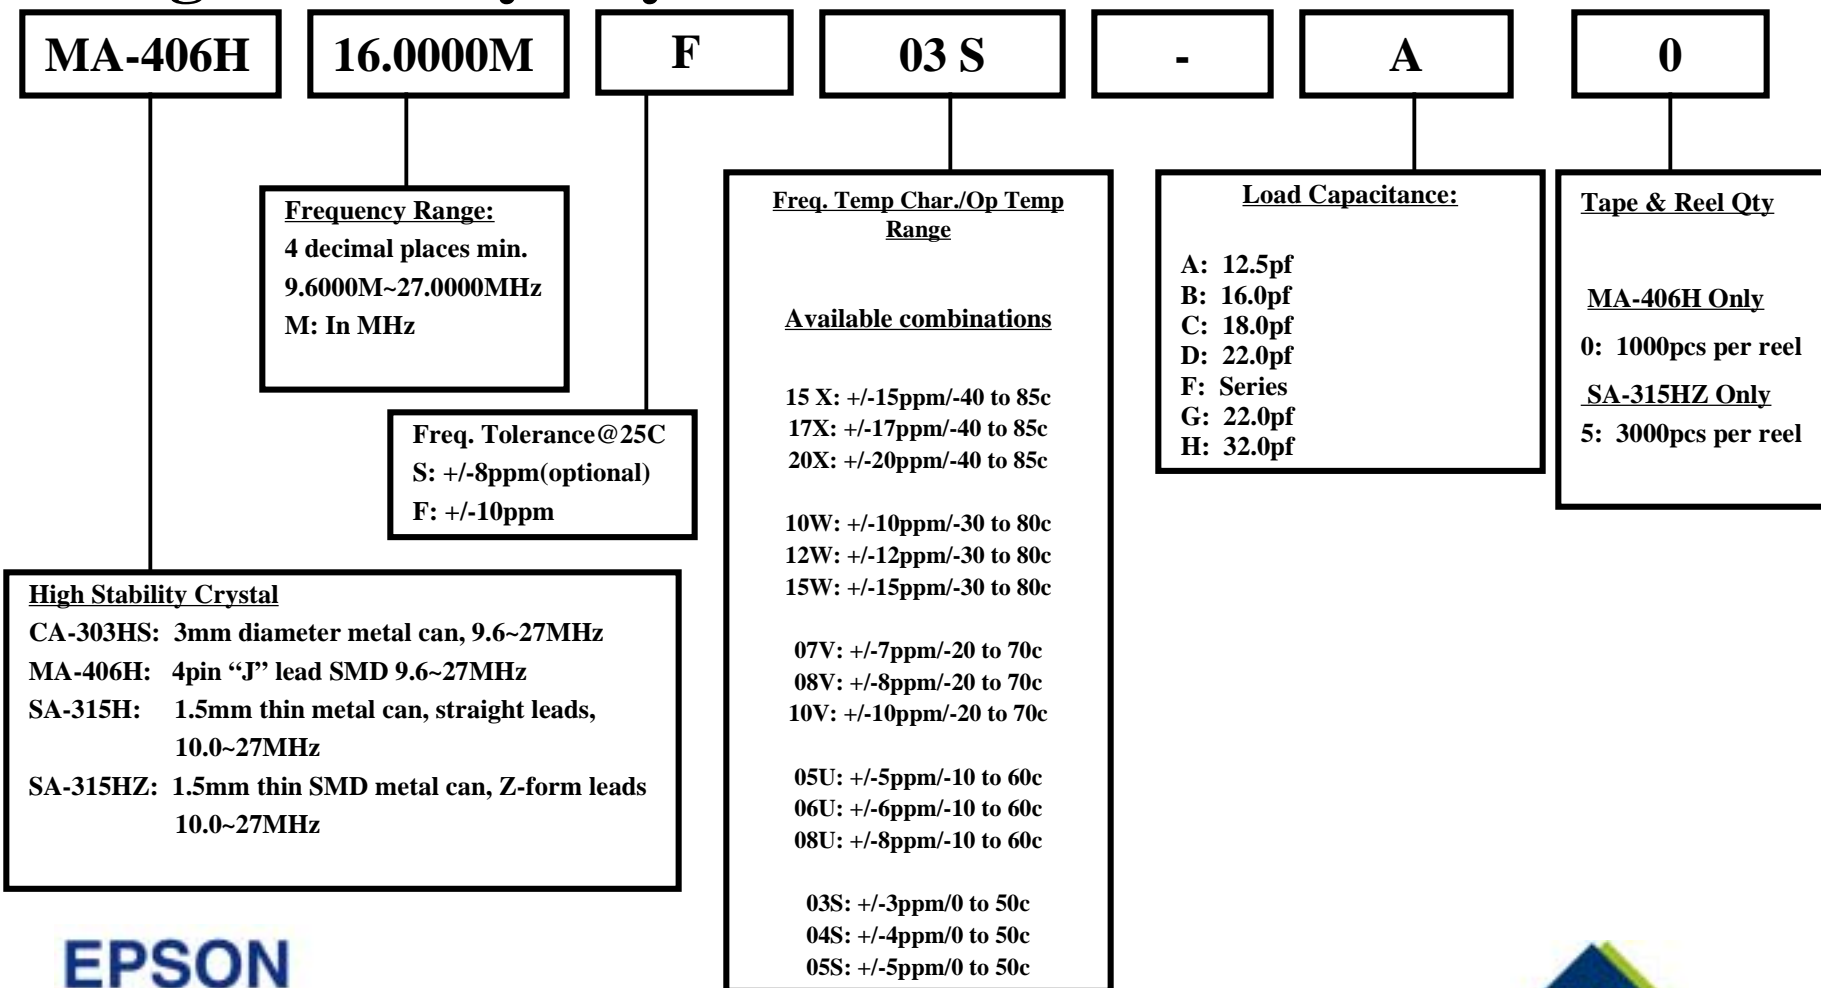 MA-406H 16.0000M F 03 S - A 0
Frequency Range:
4 decimal places min.
9.6000M~27.0000MHz
M: In MHz
Freq. Tolerance@25C
S: +/-8ppm(optional)
F: +/-10ppm
High Stability Crystal
CA-303HS: 3mm diameter metal can, 9.6~27MHz
MA-406H: 4pin “J” lead SMD 9.6~27MHz
SA-315H: 1.5mm thin metal can, straight leads,
10.0~27MHz
SA-315HZ: 1.5mm thin SMD metal can, Z-form leads
10.0~27MHz
Freq. Temp Char./Op Temp
Range
Available combinations
15 X: +/-15ppm/-40 to 85c
17X: +/-17ppm/-40 to 85c
20X: +/-20ppm/-40 to 85c
10W: +/-10ppm/-30 to 80c
12W: +/-12ppm/-30 to 80c
15W: +/-15ppm/-30 to 80c
07V: +/-7ppm/-20 to 70c
08V: +/-8ppm/-20 to 70c
10V: +/-10ppm/-20 to 70c
05U: +/-5ppm/-10 to 60c
06U: +/-6ppm/-10 to 60c
08U: +/-8ppm/-10 to 60c
03S: +/-3ppm/0 to 50c
04S: +/-4ppm/0 to 50c
05S: +/-5ppm/0 to 50c
Load Capacitance:
A: 12.5pf
B: 16.0pf
C: 18.0pf
D: 22.0pf
F: Series
G: 22.0pf
H: 32.0pf
Tape & Reel Qty
MA-406H Only
0: 1000pcs per reel
SA-315HZ Only
5: 3000pcs per reel
EPSON